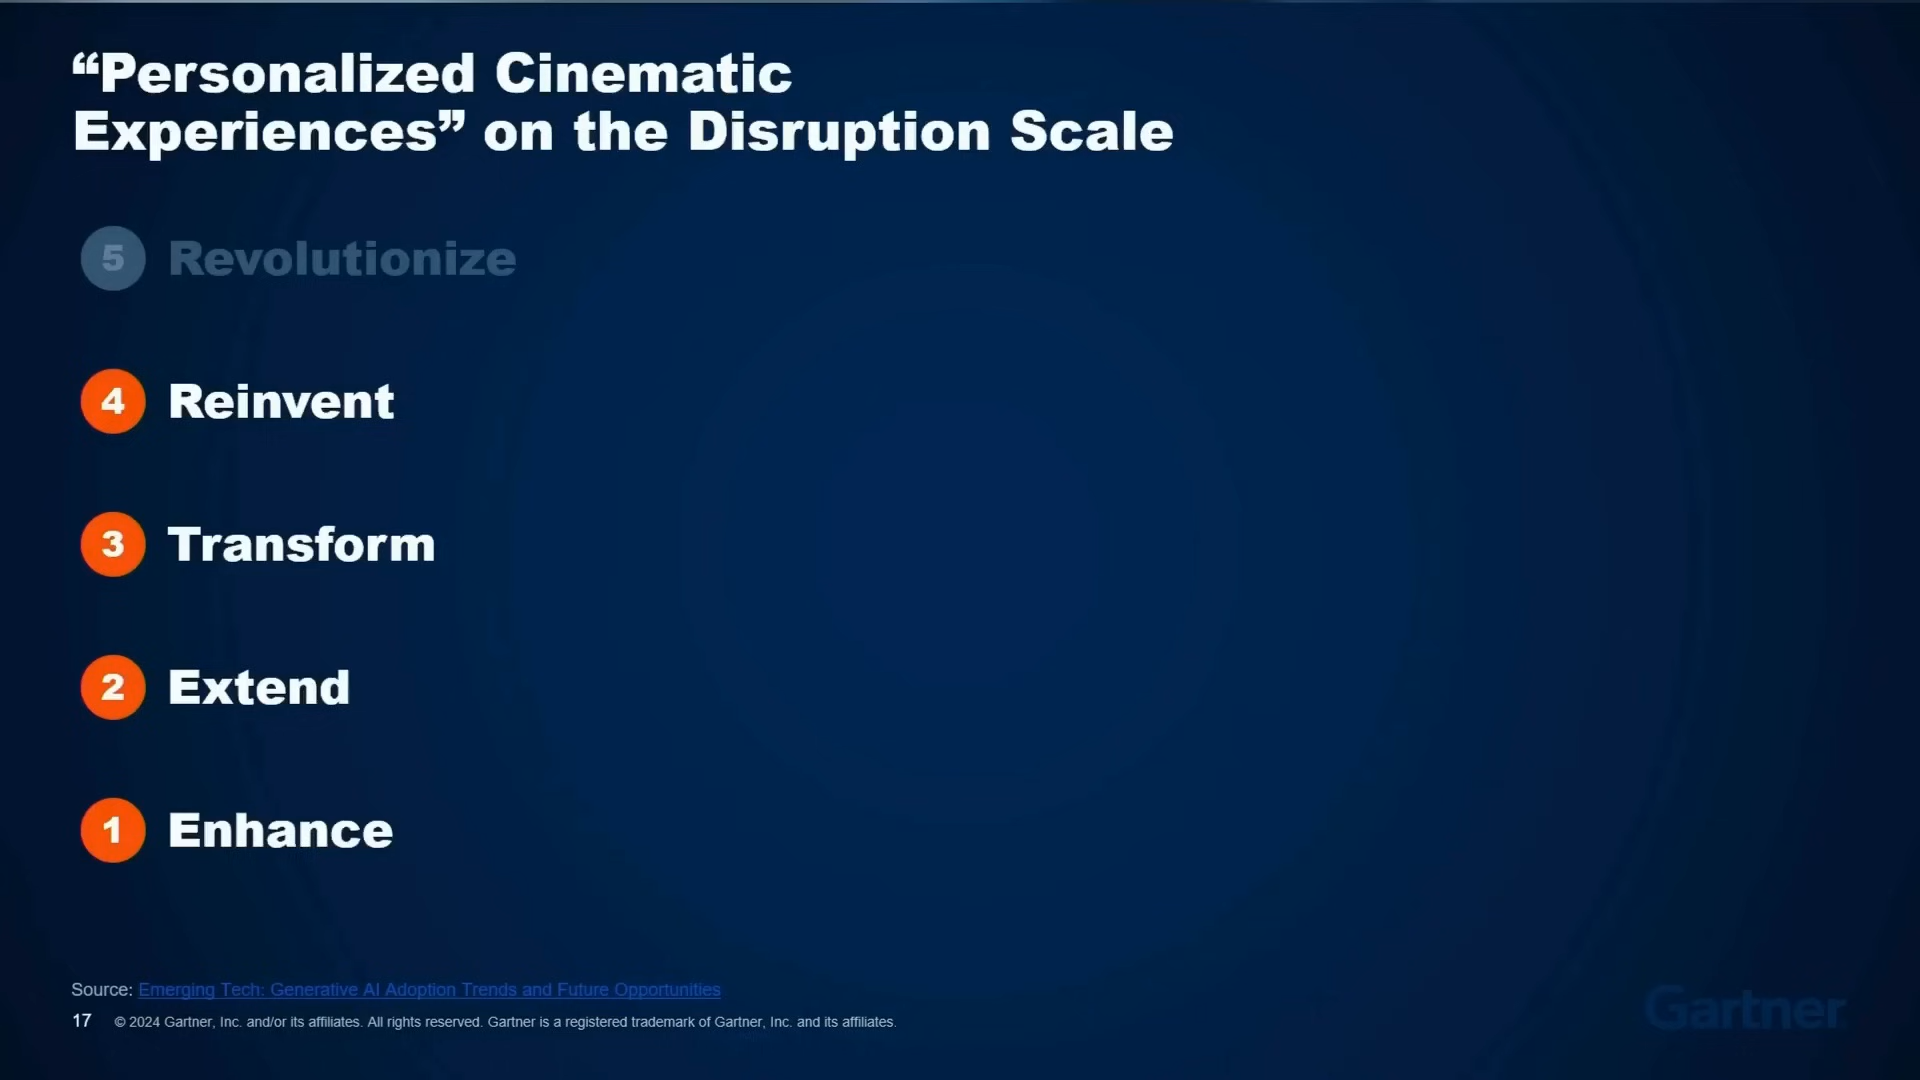 “Personalized Cinematic
Experiences” on the Disruption Scale
5 Revolutionize
4 Reinvent
3 Transform
2 Extend
1 Enhance
Source: Emerging Tech: Generative AI Adoption Trends and Future Opportunities
17 © 2024 Gartner, Inc. and/or its affiliates. All rights reserved. Gartner is a registered trademark of Gartner, Inc. and its affiliates.
Gartner